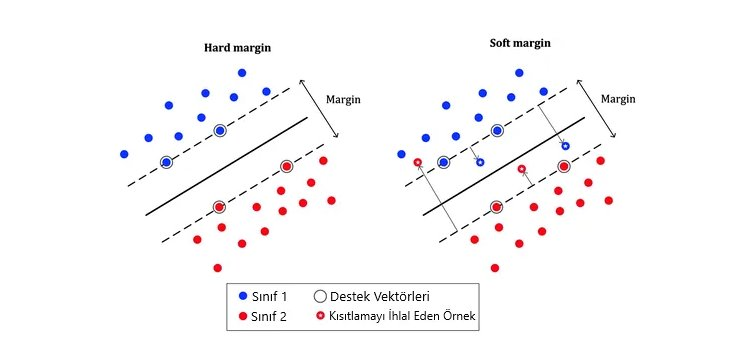 Hard margin
Soft margin
Margin
Margin
Sınıf 1
Destek Vektörleri
Sınıf 2
Kısıtlamayı İhlal Eden Örnek